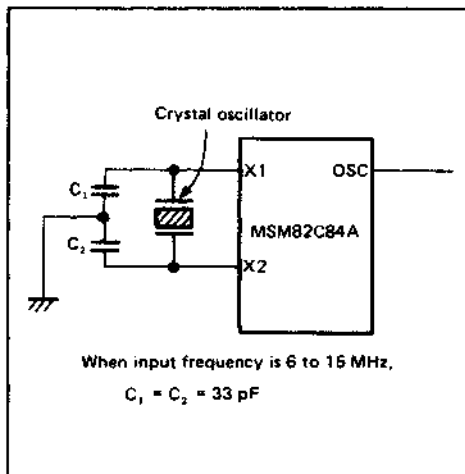 Crystal oscillator
X1
OSC
C₁
MSM82C84A
C₂
X2
When input frequency is 6 to 15 MHz,
C₁ = C₂ = 33 pF